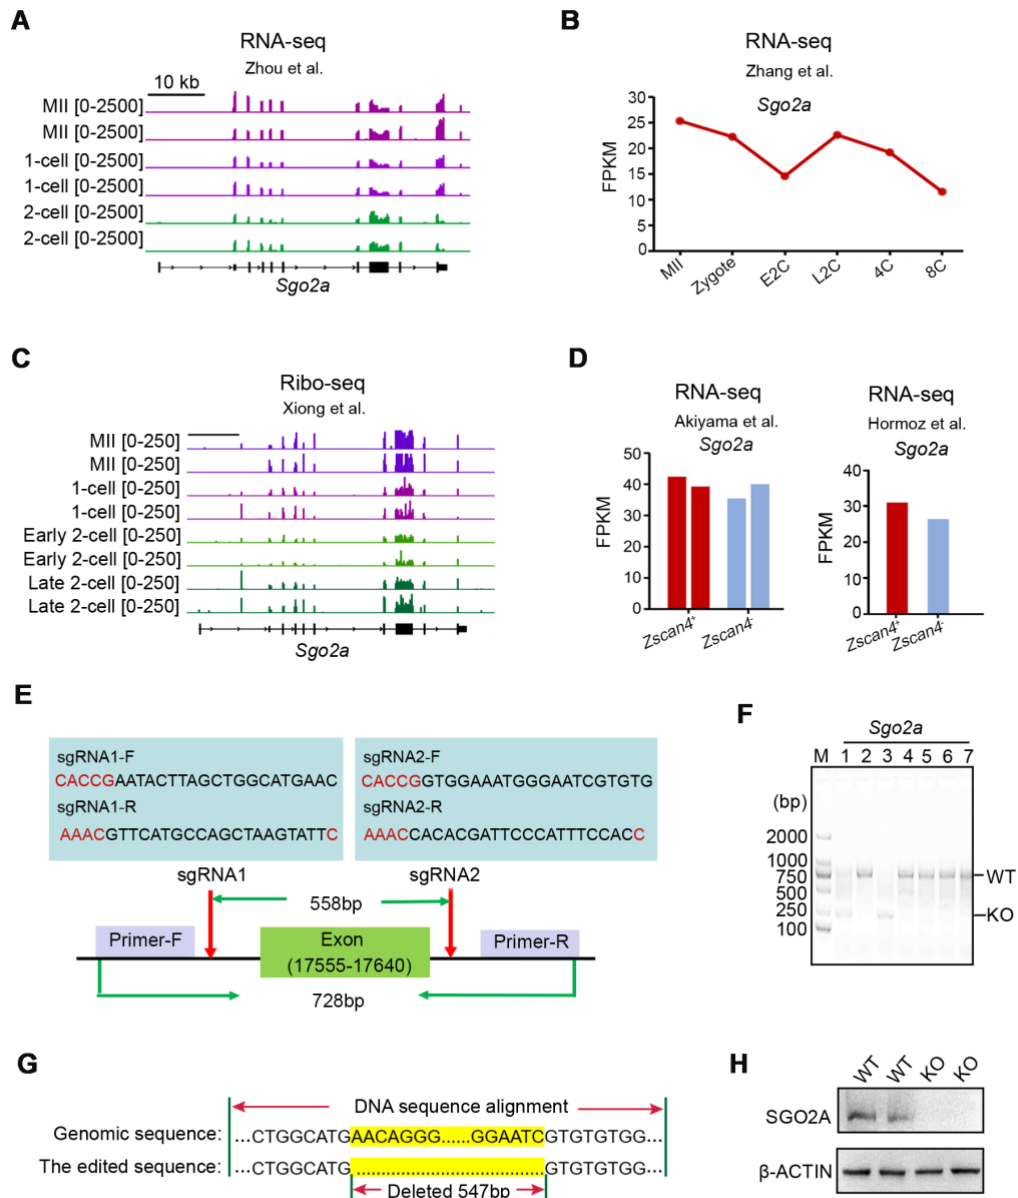 A
RNA-seq
Zhou et al.
10 kb
MII [0-2500]
MII [0-2500]
1-cell [0-2500]
1-cell [0-2500]
2-cell [0-2500]
2-cell [0-2500]
Sgo2a
B
RNA-seq
Zhang et al.
Sgo2a
FPKM
30
25
20
15
10
5
0
MII
Zygote
E2C
L2C
4C
8C
C
Ribo-seq
Xiong et al.
MII [0-250]
MII [0-250]
1-cell [0-250]
1-cell [0-250]
Early 2-cell [0-250]
Early 2-cell [0-250]
Late 2-cell [0-250]
Late 2-cell [0-250]
Sgo2a
D
RNA-seq
Akiyama et al.
Sgo2a
FPKM
50
40
30
40
10
0
Zscan4+
Zscan4-
RNA-seq
Hormoz et al.
Sgo2a
FPKM
40
30
10
0
Zscan4+
Zscan4-
E
sgRNA1-F
CACCGAATACTTAGCTGGCATGAAC
sgRNA1-R
AAACGTTCATGCCAGCTAAGTATTC
sgRNA2-F
CACCGGTGGAAATGGGAATCGTGTG
sgRNA2-R
AAACCACACGATTCCCATTTCCACC
sgRNA1
sgRNA2
558bp
Primer-F
Exon
(17555-17640)
Primer-R
728bp
F
Sgo2a
M 1 2 3 4 5 6 7
(bp)
2000
1000
750
500
250
100
WT
KO
G
DNA sequence alignment
Genomic sequence: ...CTGGCATGAACAGGG......GGAATCGTGTGTGG...
The edited sequence: ...CTGGCATG....................................GTGTGTGG...
Deleted 547bp
H
WT WT KO KO
SGO2A
β-ACTIN